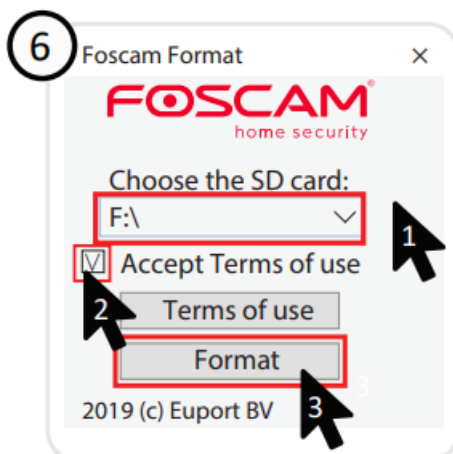 6
Foscam Format ×
FOSCAM®
home security
Choose the SD card:
F:\
1
Accept Terms of use
2
Terms of use
Format
3
3
2019 (c) Euport BV